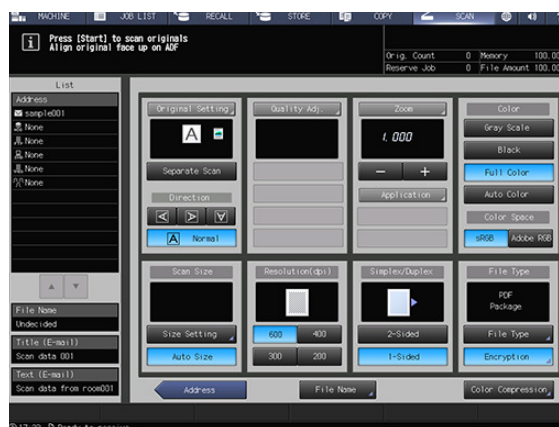 MACHINE JOB LIST RECALL STORE COPY SCAN
Press [Start] to scan originals
Align original face up on ADF
Orig. Count 0 Memory 100.00
Reserve Job 0 File Amount 100.00
List
Address
sample001
None
None
None
None
None
File Name
Undecided
Title (E-mail)
Scan data 001
Text (E-mail)
Scan data from room001
Original Setting
A
Separate Scan
Direction
A A A
A Normal
Quality Adj.
Zoom
1.000
− +
Application
Color
Gray Scale
Black
Full Color
Auto Color
Color Space
sRGB Adobe RGB
Scan Size
Size Setting
Auto Size
Resolution(dpi)
600 400
300 200
Simplex/Duplex
2-Sided
1-Sided
File Type
PDF
Package
File Type
Encryption
Address File Name Color Compression